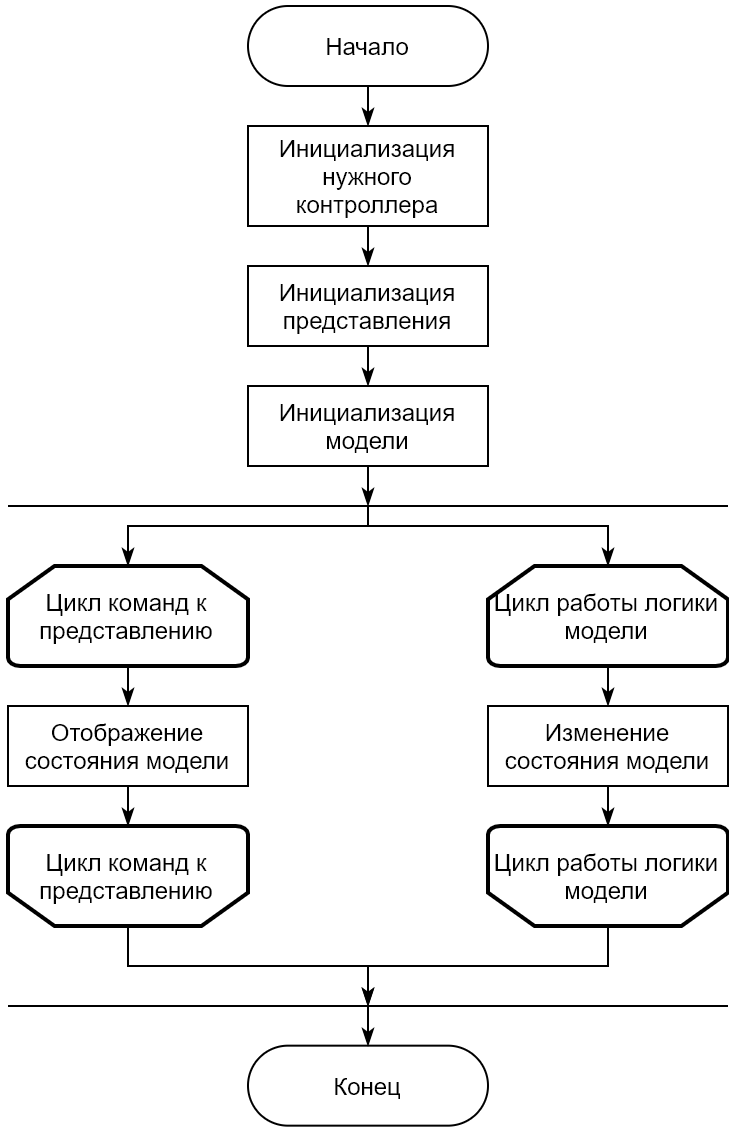 Начало
Инициализация
нужного
контроллера
Инициализация
представления
Инициализация
модели
Цикл команд к
представлению
Цикл работы логики
модели
Отображение
состояния модели
Изменение
состояния модели
Цикл команд к
представлению
Цикл работы логики
модели
Конец